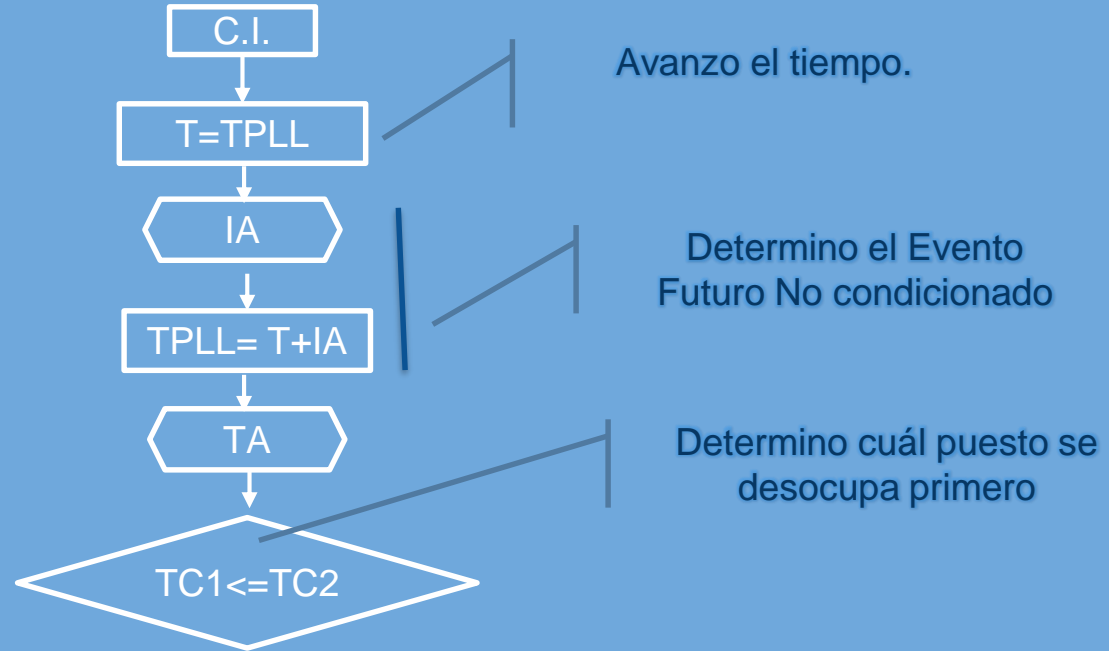 C.I.
Avanzo el tiempo.
T=TPLL
IA
Determino el Evento
Futuro No condicionado
TPLL= T+IA
TA
Determino cuál puesto se
desocupa primero
TC1<=TC2